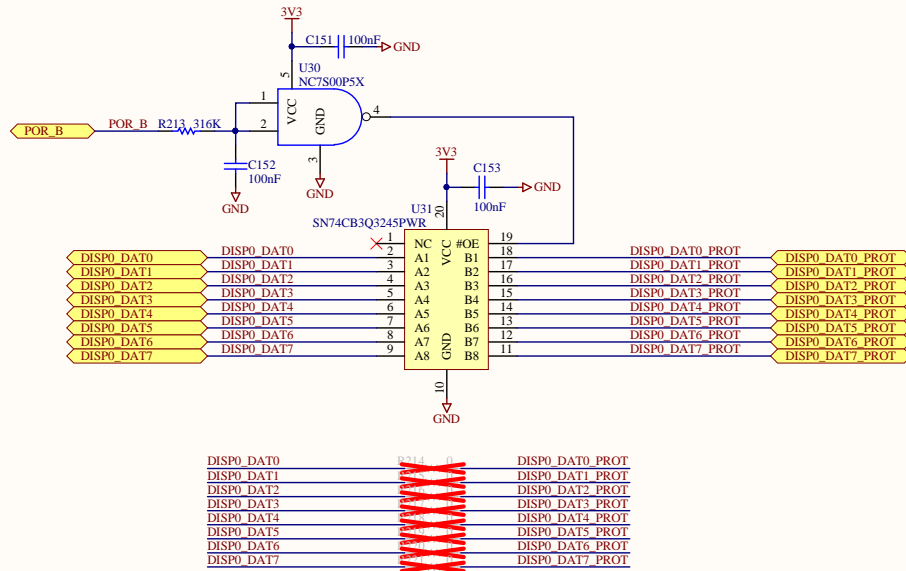 3V3
C151 100nF GND
U30
NC7S00P5X
5
VCC
GND
1
2
4
3
GND
POR_B POR_B R213 316K
C152
100nF
GND
3V3
C153
100nF
GND
U31
SN74CB3Q3245PWR
20
1 NC VCC #OE 19
DISP0_DAT0 DISP0_DAT0 2 A1 B1 18 DISP0_DAT0_PROT DISP0_DAT0_PROT
DISP0_DAT1 DISP0_DAT1 3 A2 B2 17 DISP0_DAT1_PROT DISP0_DAT1_PROT
DISP0_DAT2 DISP0_DAT2 4 A3 B3 16 DISP0_DAT2_PROT DISP0_DAT2_PROT
DISP0_DAT3 DISP0_DAT3 5 A4 B4 15 DISP0_DAT3_PROT DISP0_DAT3_PROT
DISP0_DAT4 DISP0_DAT4 6 A5 B5 14 DISP0_DAT4_PROT DISP0_DAT4_PROT
DISP0_DAT5 DISP0_DAT5 7 A6 B6 13 DISP0_DAT5_PROT DISP0_DAT5_PROT
DISP0_DAT6 DISP0_DAT6 8 A7 B7 12 DISP0_DAT6_PROT DISP0_DAT6_PROT
DISP0_DAT7 DISP0_DAT7 9 A8 GND B8 11 DISP0_DAT7_PROT DISP0_DAT7_PROT
10
GND
DISP0_DAT0 R214 0 DISP0_DAT0_PROT
DISP0_DAT1 DISP0_DAT1_PROT
DISP0_DAT2 DISP0_DAT2_PROT
DISP0_DAT3 DISP0_DAT3_PROT
DISP0_DAT4 DISP0_DAT4_PROT
DISP0_DAT5 DISP0_DAT5_PROT
DISP0_DAT6 DISP0_DAT6_PROT
DISP0_DAT7 DISP0_DAT7_PROT